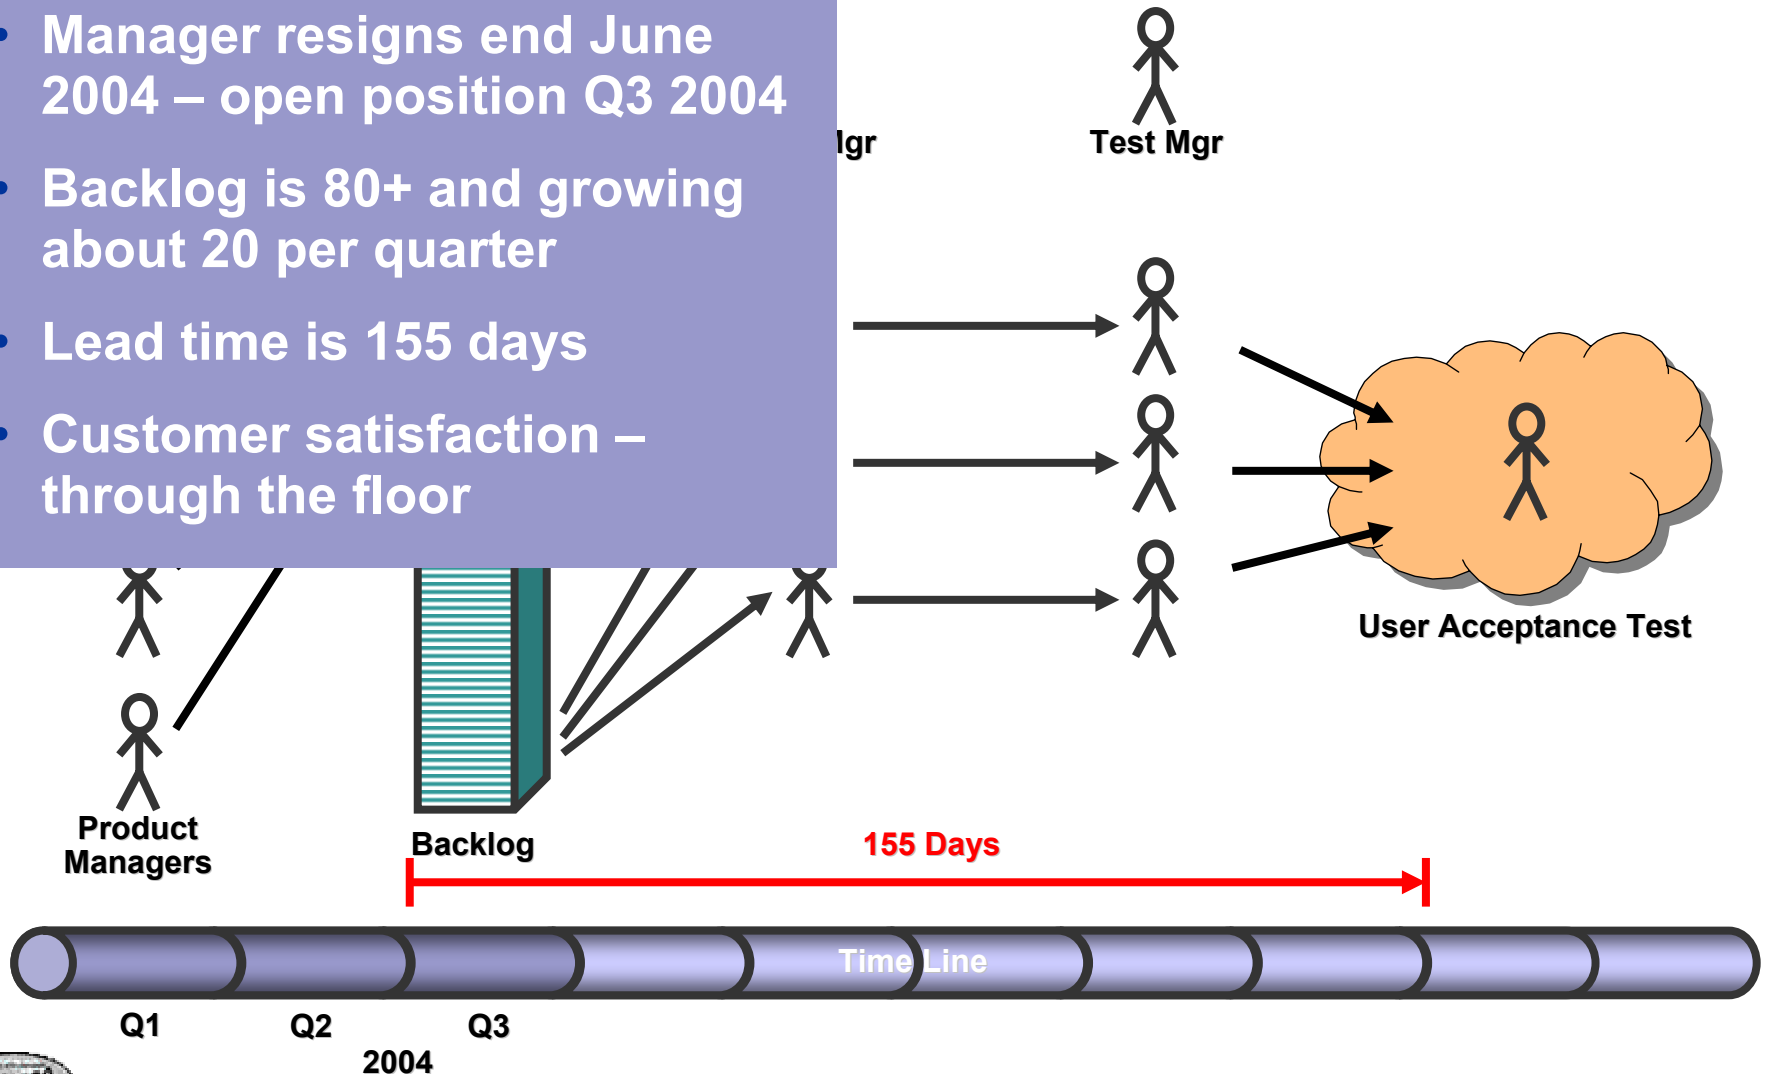 • Manager resigns end June
2004 – open position Q3 2004
• Backlog is 80+ and growing
about 20 per quarter
• Lead time is 155 days
• Customer satisfaction –
through the floor
Test Mgr
User Acceptance Test
Product
Managers
Backlog
155 Days
Time Line
Q1
Q2
Q3
2004